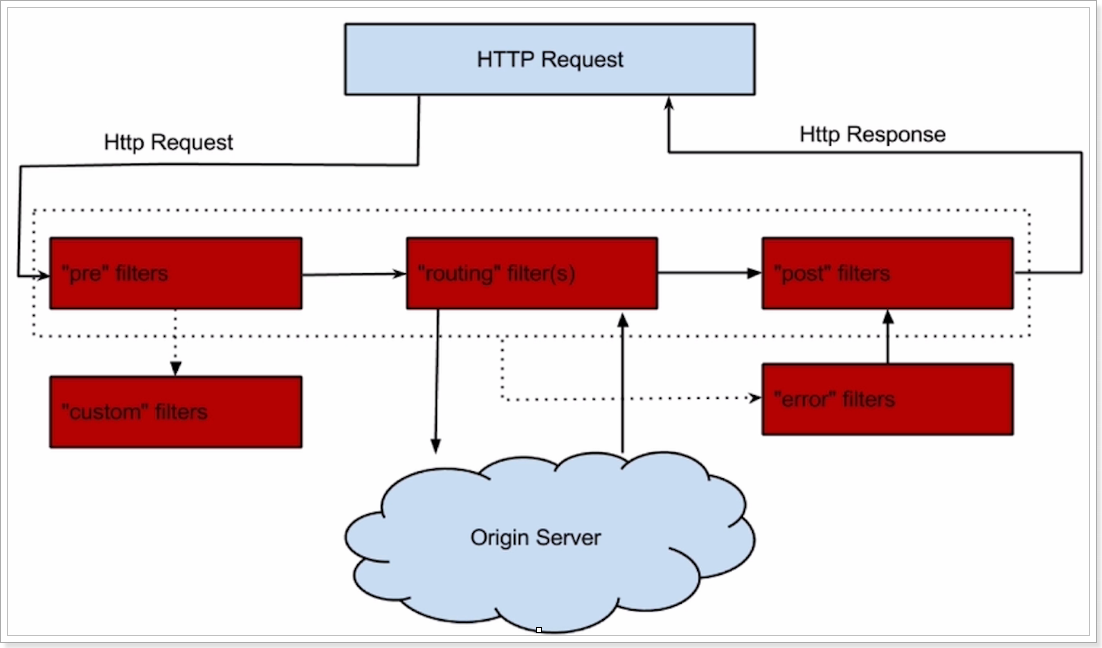 HTTP Request
Http Request
Http Response
"pre" filters
"routing" filter(s)
"post" filters
"custom" filters
"error" filters
Origin Server